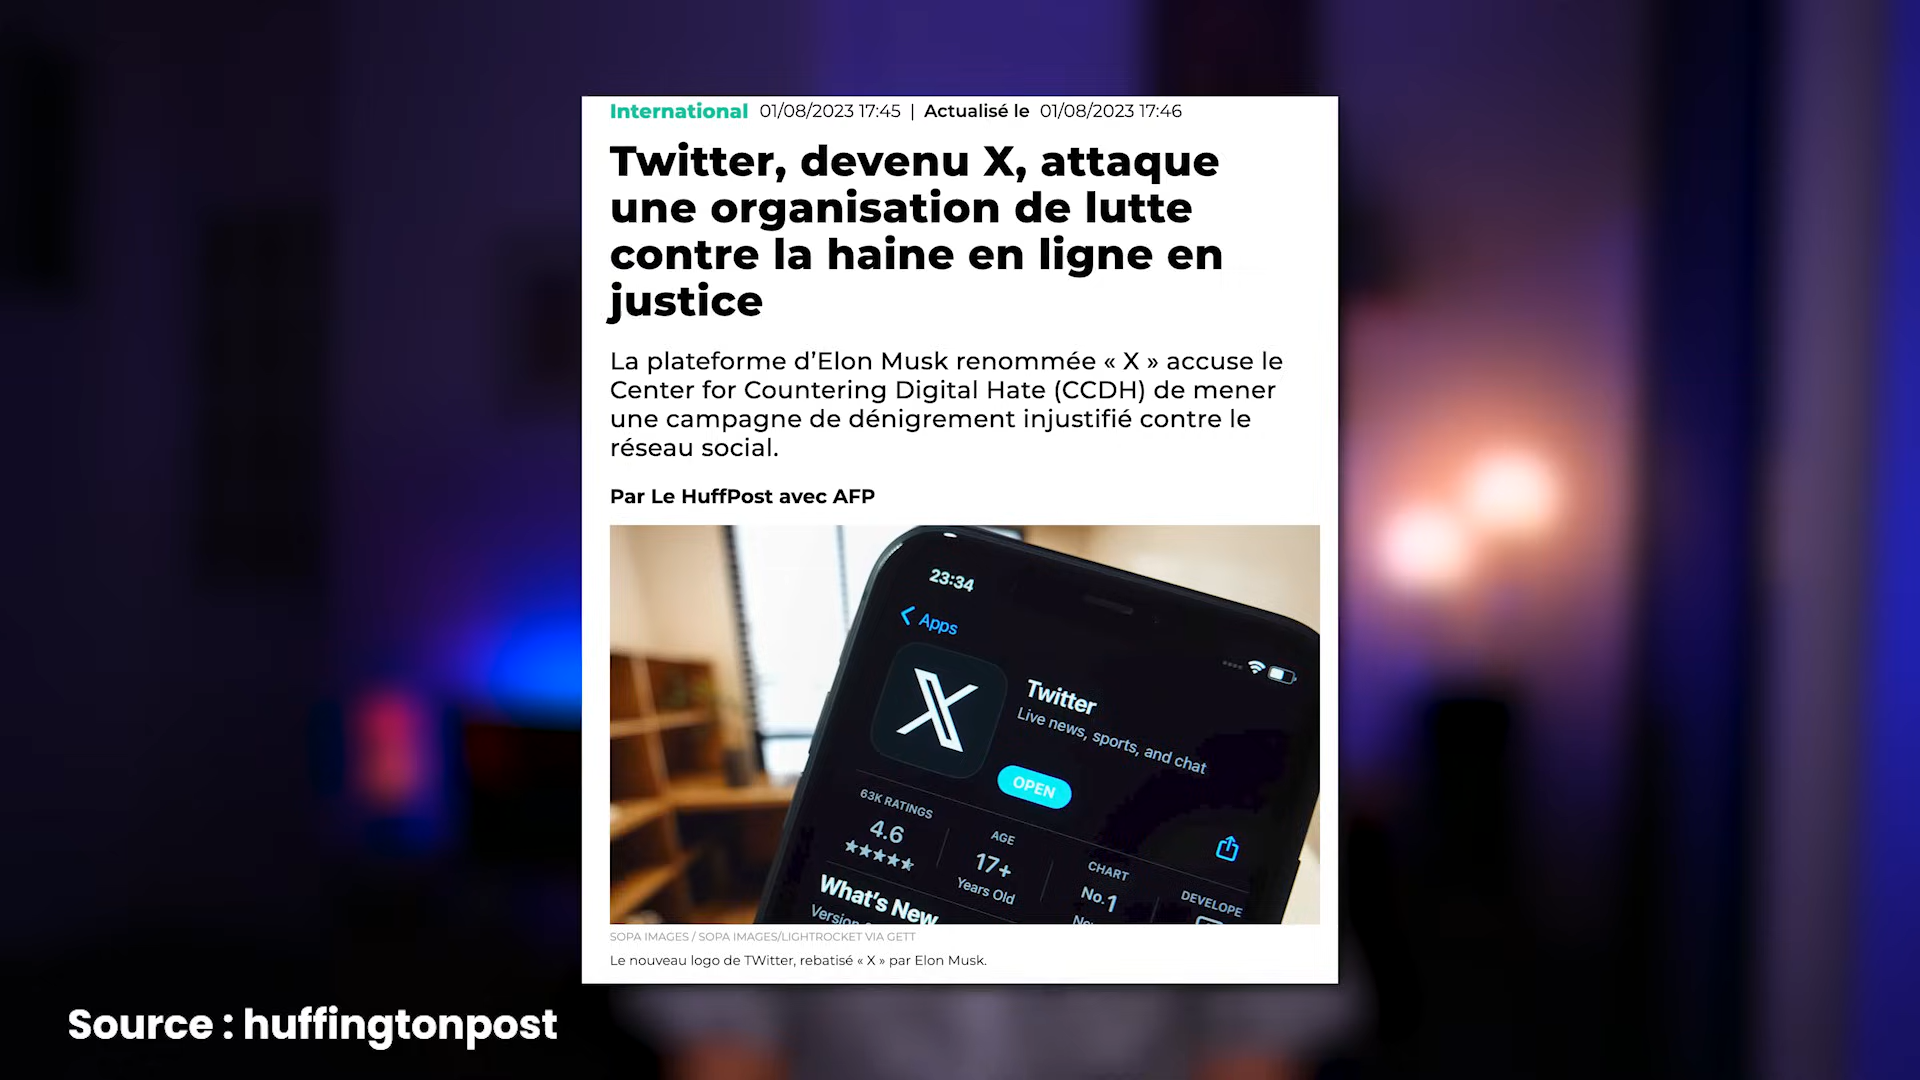 International 01/08/2023 17:45 | Actualisé le 01/08/2023 17:46
Twitter, devenu X, attaque
une organisation de lutte
contre la haine en ligne en
justice
La plateforme d’Elon Musk renommée « X » accuse le
Center for Countering Digital Hate (CCDH) de mener
une campagne de dénigrement injustifié contre le
réseau social.
Par Le HuffPost avec AFP
23:34
Apps
X
Twitter
Live news, sports, and chat
OPEN
63K RATINGS
4.6
AGE
17+
Years Old
CHART
No.1
DEVELOPE
What's New
SOPA IMAGES / SOPA IMAGES/LIGHTROCKET VIA GETT
Le nouveau logo de TWitter, rebatisé « X » par Elon Musk.
Source : huffingtonpost